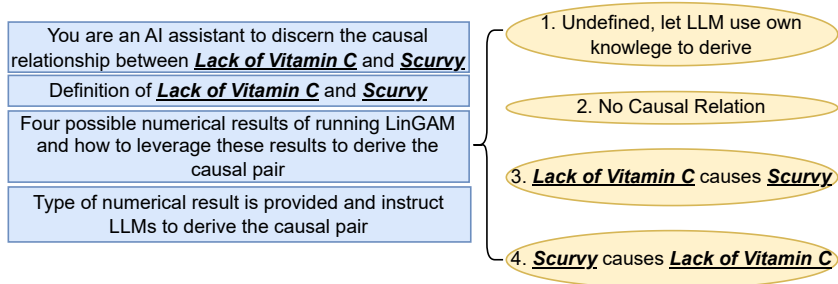 You are an AI assistant to discern the causal
relationship between Lack of Vitamin C and Scurvy
Definition of Lack of Vitamin C and Scurvy
Four possible numerical results of running LinGAM
and how to leverage these results to derive the
causal pair
Type of numerical result is provided and instruct
LLMs to derive the causal pair
1. Undefined, let LLM use own
knowlege to derive
2. No Causal Relation
3. Lack of Vitamin C causes Scurvy
4. Scurvy causes Lack of Vitamin C